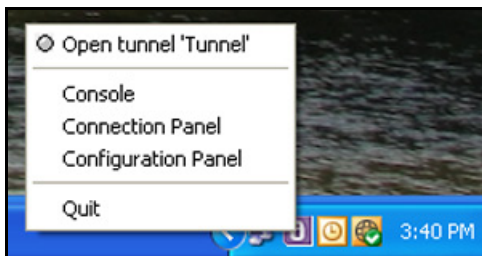 Open tunnel 'Tunnel'
Console
Connection Panel
Configuration Panel
Quit
3:40 PM